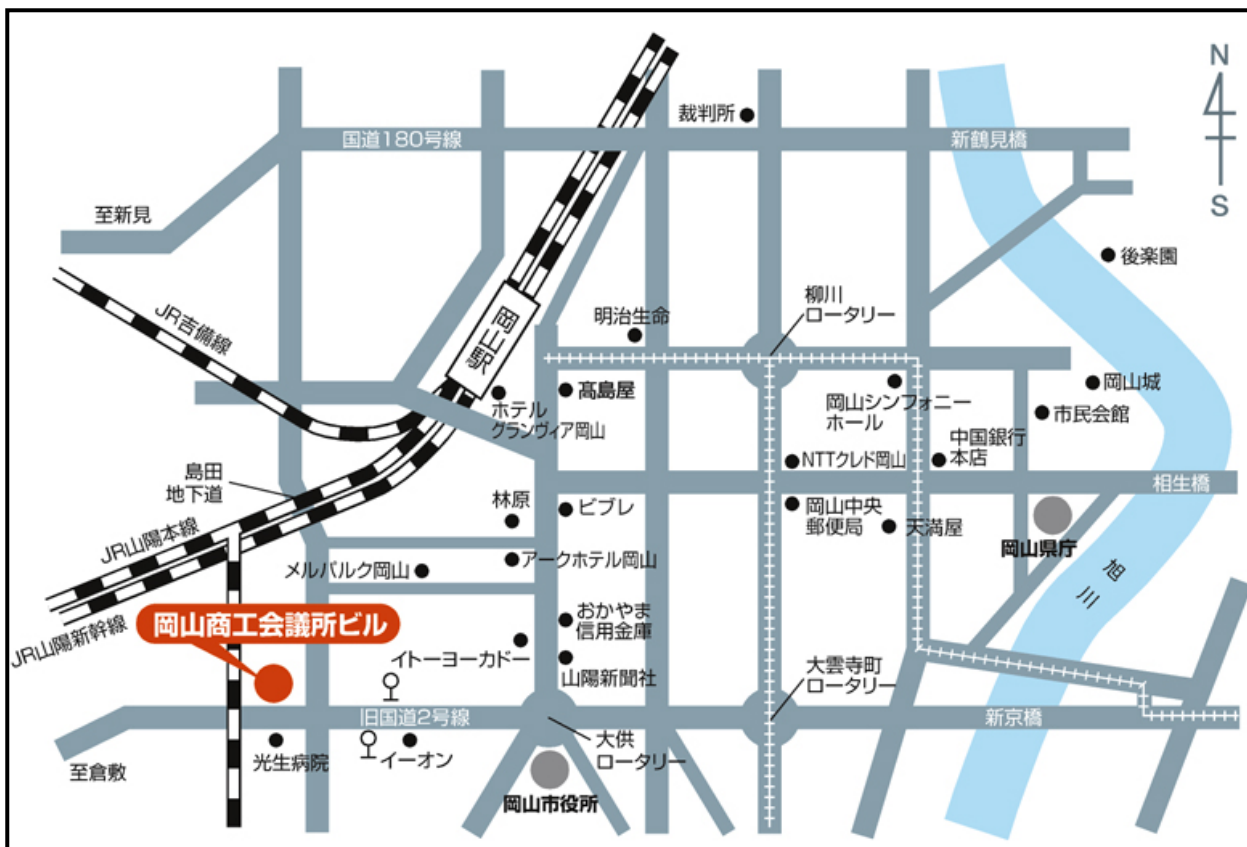 N
S
裁判所
国道180号線
新鶴見橋
至新見
後楽園
JR吉備線
岡山駅
明治生命
柳川
ロータリー
髙島屋
ホテル
グランヴィア岡山
岡山シンフォニー
ホール
岡山城
市民会館
中国銀行
本店
NTTクレド岡山
島田
地下道
相生橋
林原
ビブレ
岡山中央
郵便局
天満屋
岡山県庁
JR山陽本線
アークホテル岡山
メルパルク岡山
旭川
JR山陽新幹線
岡山商工会議所ビル
おかやま
信用金庫
イトーヨーカドー
山陽新聞社
大雲寺町
ロータリー
旧国道2号線
新京橋
光生病院
イーオン
大供
ロータリー
至倉敷
岡山市役所